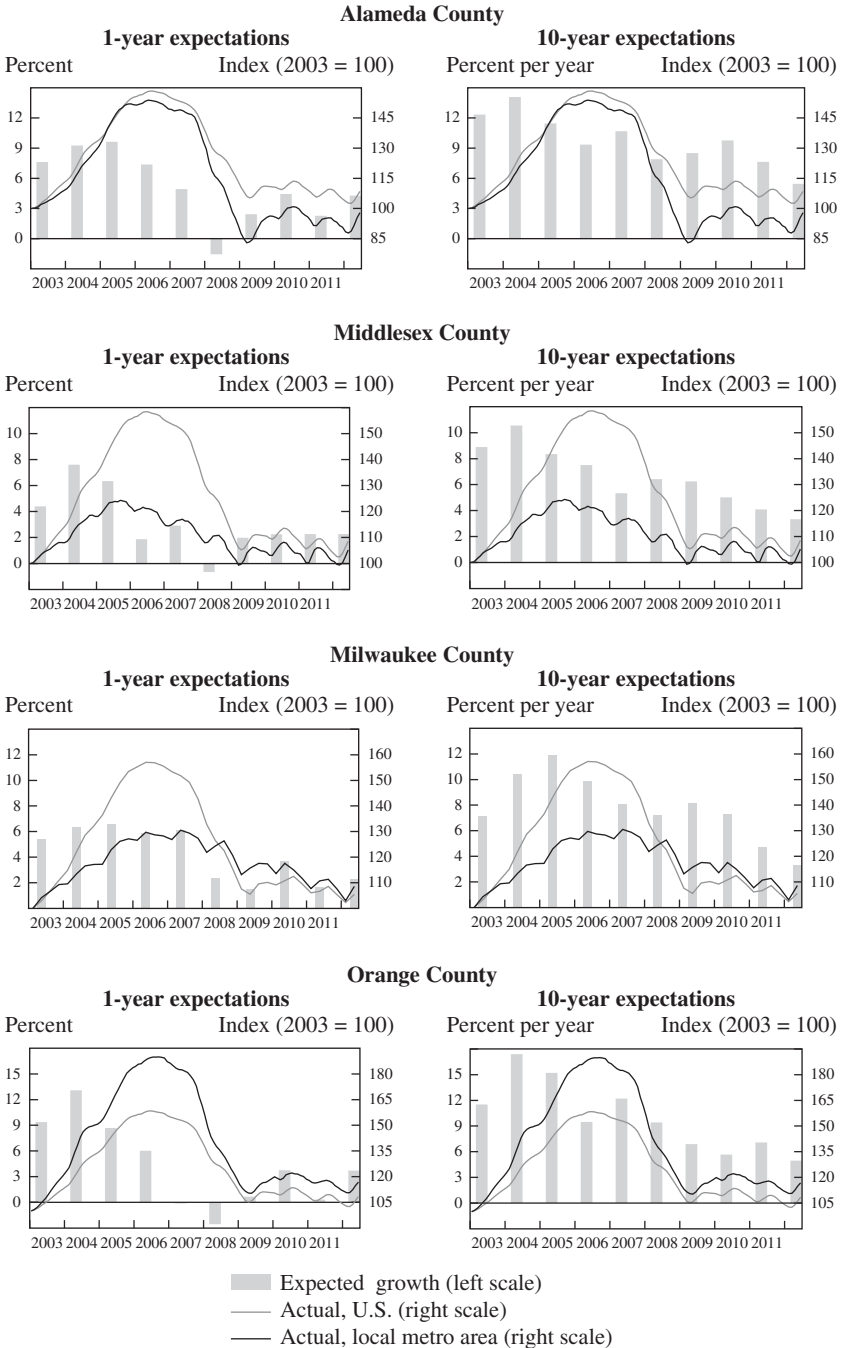 Alameda County
1-year expectations 10-year expectations
Percent Index (2003 = 100) Percent per year Index (2003 = 100)
12 145 12 145
9 130 9 130
6 115 6 115
3 100 3 100
0 85 0 85
2003 2004 2005 2006 2007 2008 2009 2010 2011 2003 2004 2005 2006 2007 2008 2009 2010 2011
Middlesex County
1-year expectations 10-year expectations
Percent Index (2003 = 100) Percent per year Index (2003 = 100)
10 150 10 150
8 140 8 140
6 130 6 130
4 120 4 120
2 110 2 110
0 100 0 100
2003 2004 2005 2006 2007 2008 2009 2010 2011 2003 2004 2005 2006 2007 2008 2009 2010 2011
Milwaukee County
1-year expectations 10-year expectations
Percent Index (2003 = 100) Percent per year Index (2003 = 100)
12 160 12 160
10 150 10 150
8 140 8 140
6 130 6 130
4 120 4 120
2 110 2 110
2003 2004 2005 2006 2007 2008 2009 2010 2011 2003 2004 2005 2006 2007 2008 2009 2010 2011
Orange County
1-year expectations 10-year expectations
Percent Index (2003 = 100) Percent per year Index (2003 = 100)
15 180 15 180
12 165 12 165
9 150 9 150
6 135 6 135
3 120 3 120
0 105 0 105
2003 2004 2005 2006 2007 2008 2009 2010 2011 2003 2004 2005 2006 2007 2008 2009 2010 2011
Expected growth (left scale)
Actual, U.S. (right scale)
Actual, local metro area (right scale)